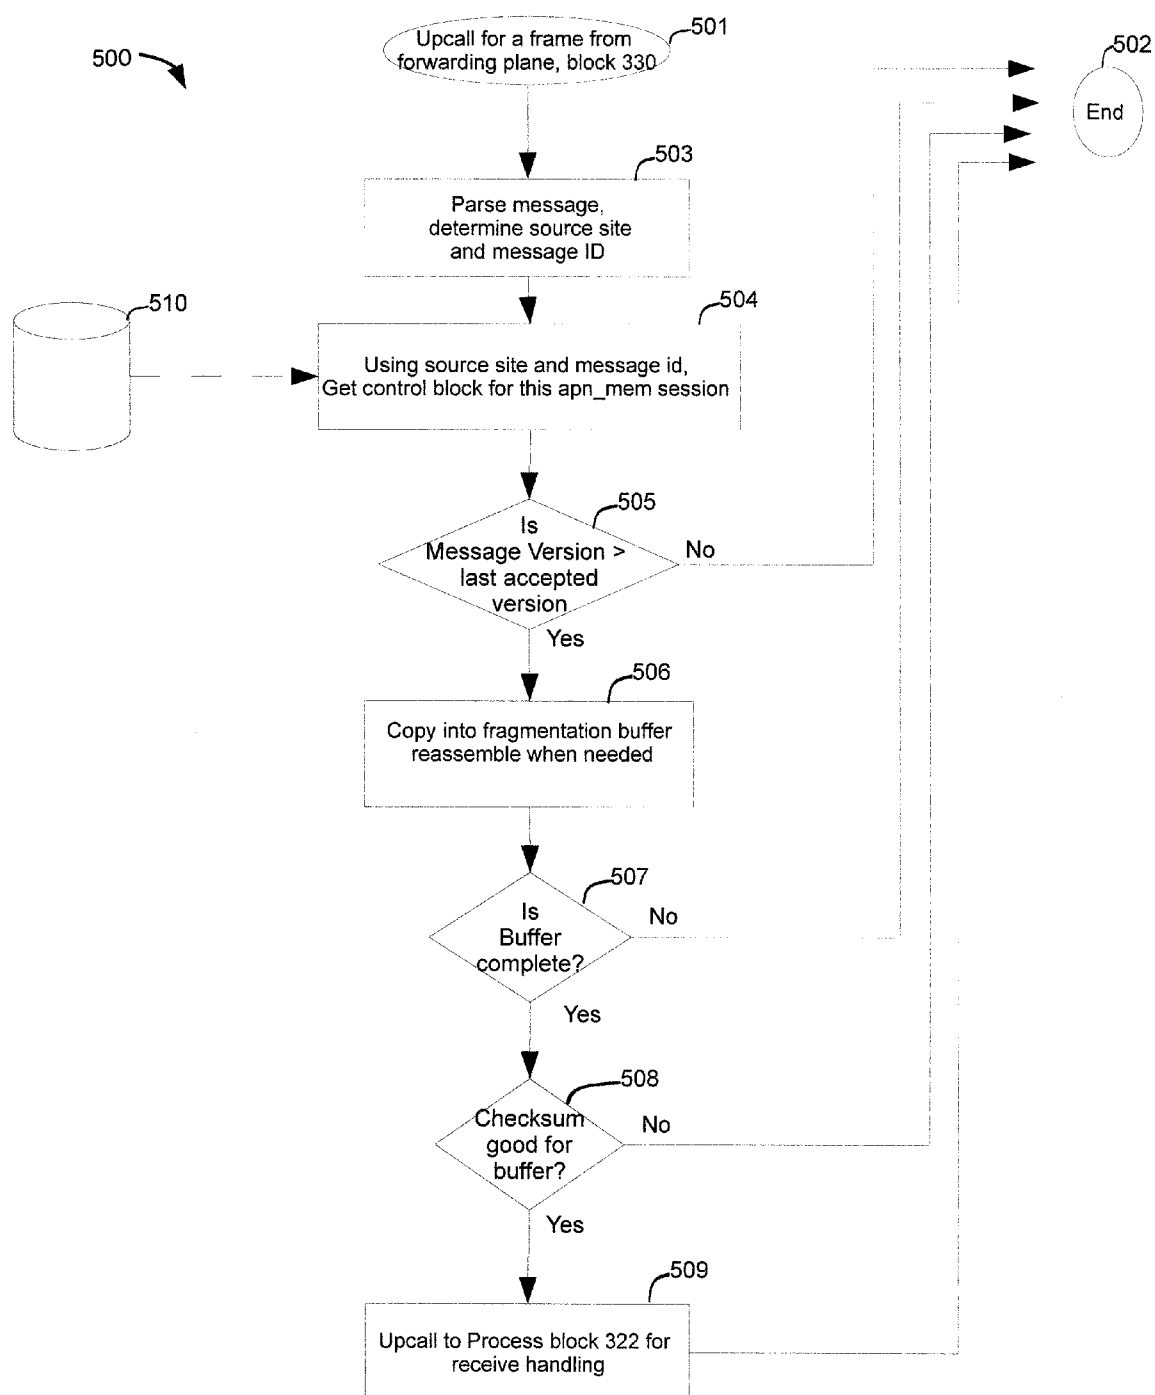 500
Upcall for a frame from
forwarding plane, block 330
501
502
End
503
Parse message,
determine source site
and message ID
510
504
Using source site and message id,
Get control block for this apn_mem session
505
Is
Message Version >
last accepted
version
No
Yes
506
Copy into fragmentation buffer
reassemble when needed
507
Is
Buffer
complete?
No
Yes
508
Checksum
good for
buffer?
No
Yes
509
Upcall to Process block 322 for
receive handling